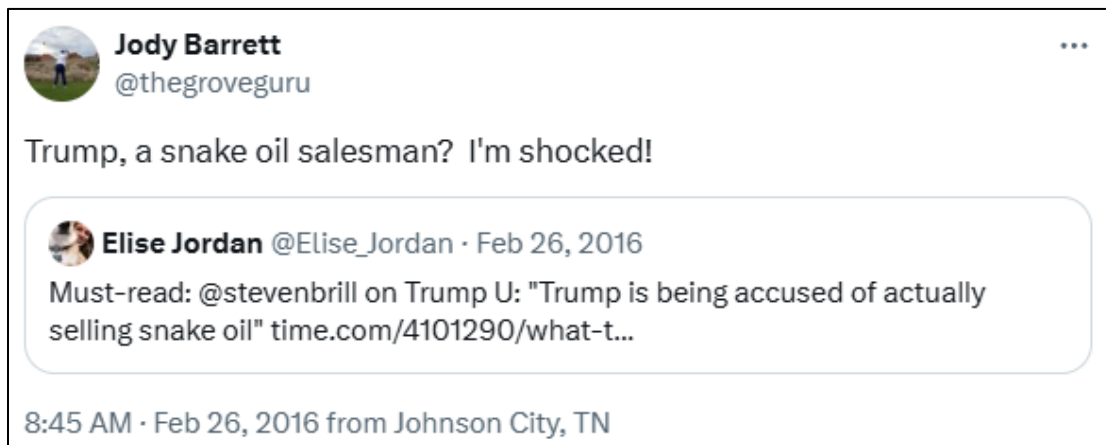 Jody Barrett
@thegroveguru
Trump, a snake oil salesman?  I'm shocked!
Elise Jordan @Elise_Jordan · Feb 26, 2016
Must-read: @stevenbrill on Trump U: "Trump is being accused of actually
selling snake oil" time.com/4101290/what-t...
8:45 AM · Feb 26, 2016 from Johnson City, TN